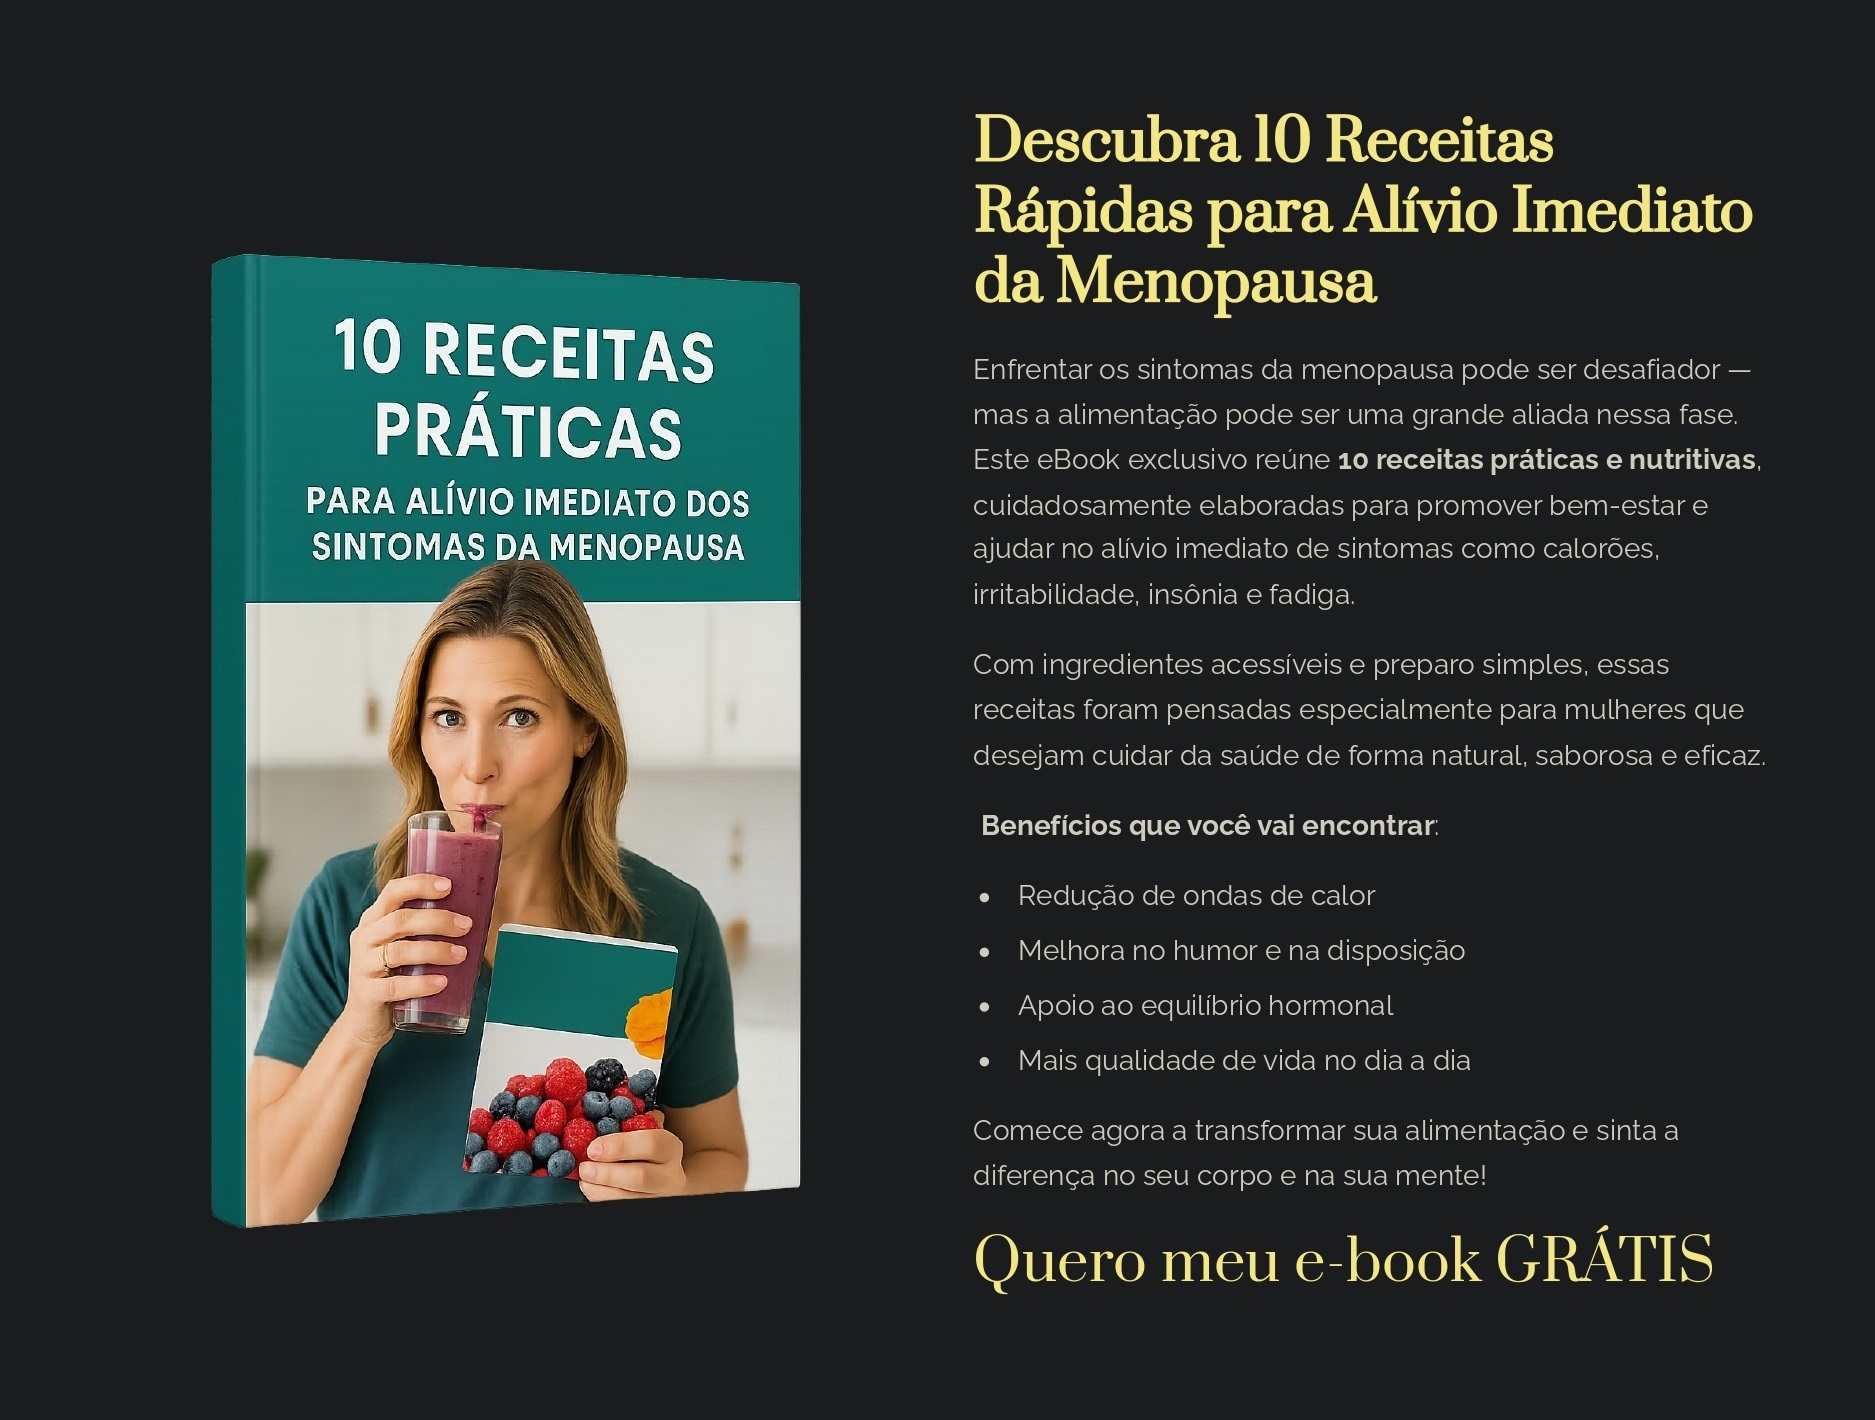 10 RECEITAS
PRÁTICAS
PARA ALÍVIO IMEDIATO DOS
SINTOMAS DA MENOPAUSA
Descubra 10 Receitas
Rápidas para Alívio Imediato
da Menopausa
Enfrentar os sintomas da menopausa pode ser desafiador —
mas a alimentação pode ser uma grande aliada nessa fase.
Este eBook exclusivo reúne 10 receitas práticas e nutritivas,
cuidadosamente elaboradas para promover bem-estar e
ajudar no alívio imediato de sintomas como calorões,
irritabilidade, insônia e fadiga.
Com ingredientes acessíveis e preparo simples, essas
receitas foram pensadas especialmente para mulheres que
desejam cuidar da saúde de forma natural, saborosa e eficaz.
Benefícios que você vai encontrar:
• Redução de ondas de calor
• Melhora no humor e na disposição
• Apoio ao equilíbrio hormonal
• Mais qualidade de vida no dia a dia
Comece agora a transformar sua alimentação e sinta a
diferença no seu corpo e na sua mente!
Quero meu e-book GRÁTIS